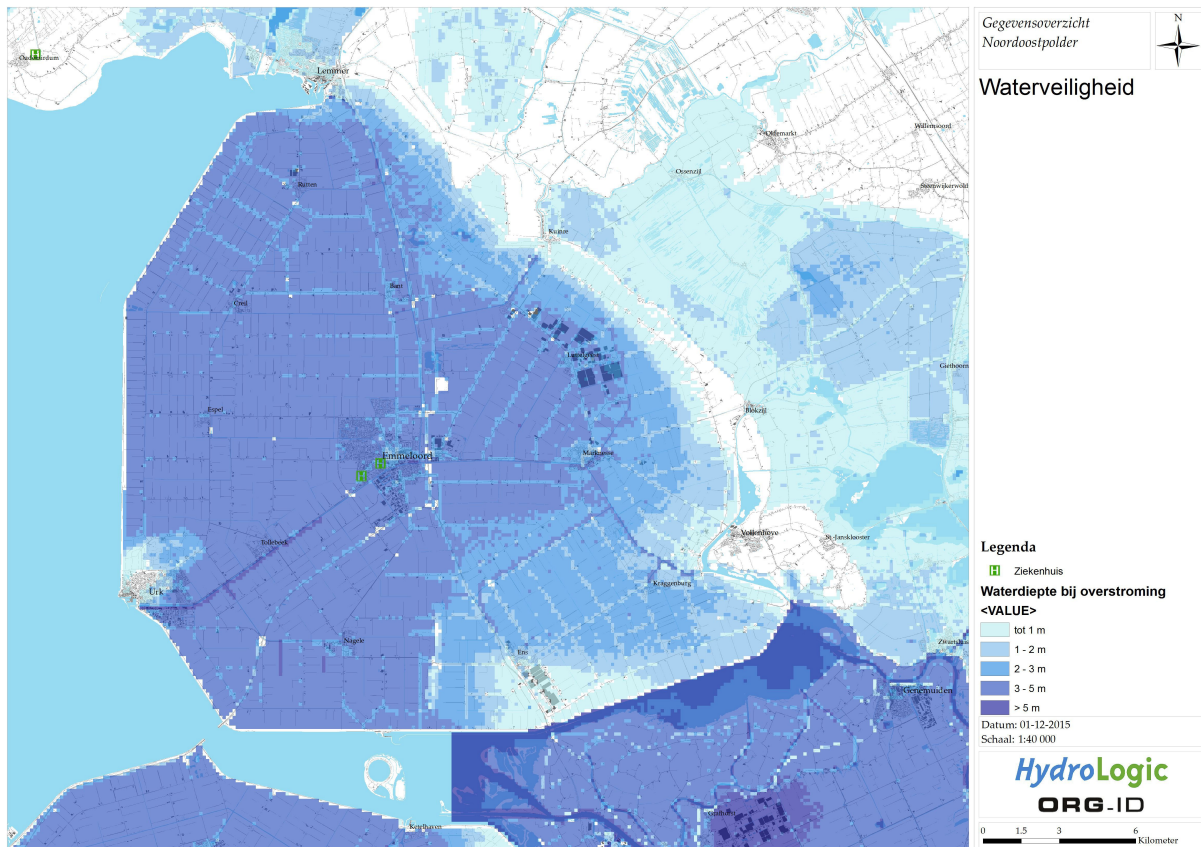 Gegevensoverzicht
Noordoostpolder
N
Waterveiligheid
H
Oudemirdum
Lemmer
Oldemarkt
Willemsoord
Ossenzijl
Steenwijkerwold
Rutten
Kuinre
Bant
Creil
Luttelgeest
Giethoorn
Espel
Blokzijl
Emmeloord
Marknesse
H
H
Vollenhove
St-Jansklooster
Tollebeek
Kraggenburg
Urk
Nagele
Ens
Genemuiden
Grafhorst
Ketelhaven
Legenda
H Ziekenhuis
Waterdiepte bij overstroming
<VALUE>
tot 1 m
1 - 2 m
2 - 3 m
3 - 5 m
> 5 m
Datum: 01-12-2015
Schaal: 1:40 000
HydroLogic
ORG-ID
0 1.5 3 6
Kilometer